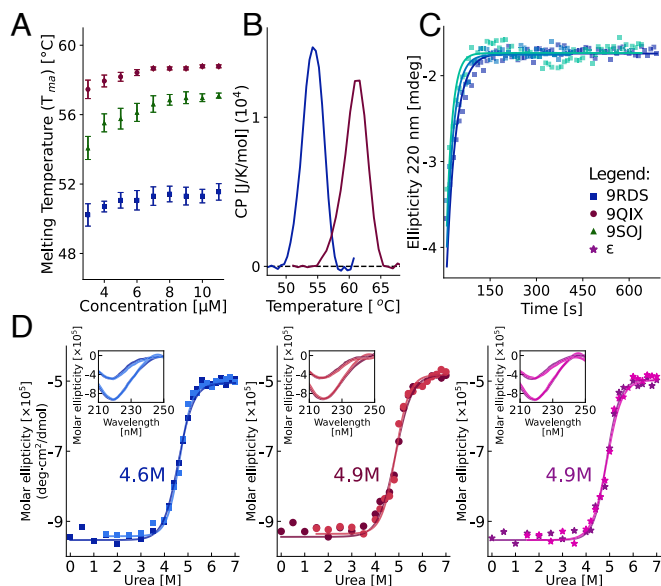 A
B
C
Melting Temperature (T m3) [°C]
60
56
52
48
4 6 8 10
Concentration [μM]
CP [J/K/mol] (10⁴)
1
0
50 55 60 65
Temperature [ °C]
Ellipticity 220 nm [mdeg]
-2
-3
-4
150 300 450 600
Time [s]
Legend:
9RDS
9QIX
9SOJ
ε
D
Molar ellipticity [×10⁵]
(deg·cm²/dmol)
-5
-7
-9
Molar ellipticity [×10⁵]
0
-4
-8
210 230 250
Wavelength
[nM]
4.6M
0 1 2 3 4 5 6 7
Urea [M]
Molar ellipticity [×10⁵]
-5
-7
-9
Molar ellipticity [×10⁵]
0
-4
-8
210 230 250
Wavelength
[nM]
4.9M
0 1 2 3 4 5 6 7
Urea [M]
Molar ellipticity [×10⁵]
-5
-7
-9
Molar ellipticity [×10⁵]
0
-4
-8
210 230 250
Wavelength
[nM]
4.9M
0 1 2 3 4 5 6 7
Urea [M]